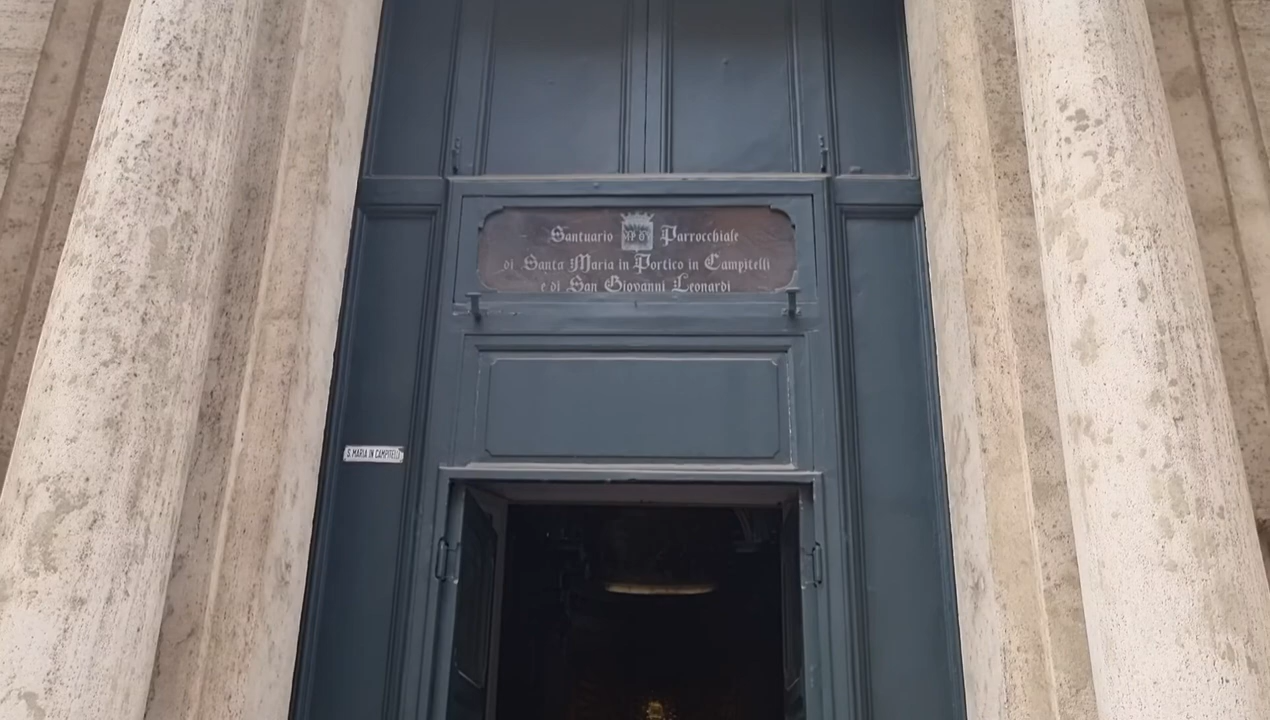 Santuario Parrocchiale
di Santa Maria in Portico in Campitelli
e di San Giovanni Leonardi
S. MARIA IN CAMPITELLI